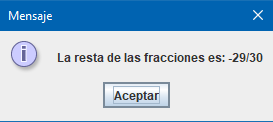 Mensaje
La resta de las fracciones es: -29/30
Aceptar